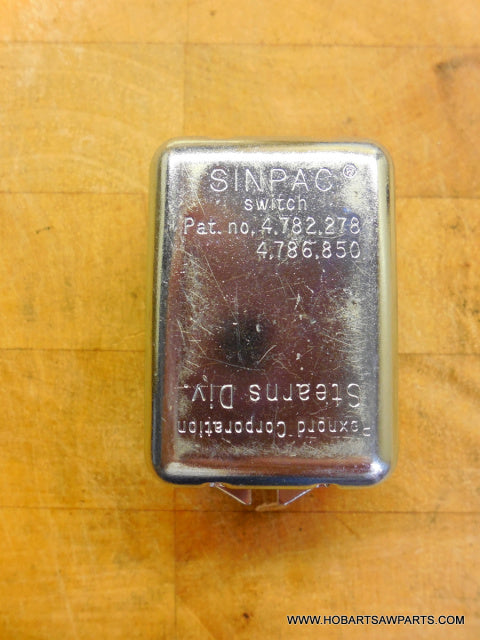 SINPAC®
switch
Pat. no. 4,782,278
4,786,850
Stearns Div.
Rexnord Corporation
WWW.HOBARTSAWPARTS.COM